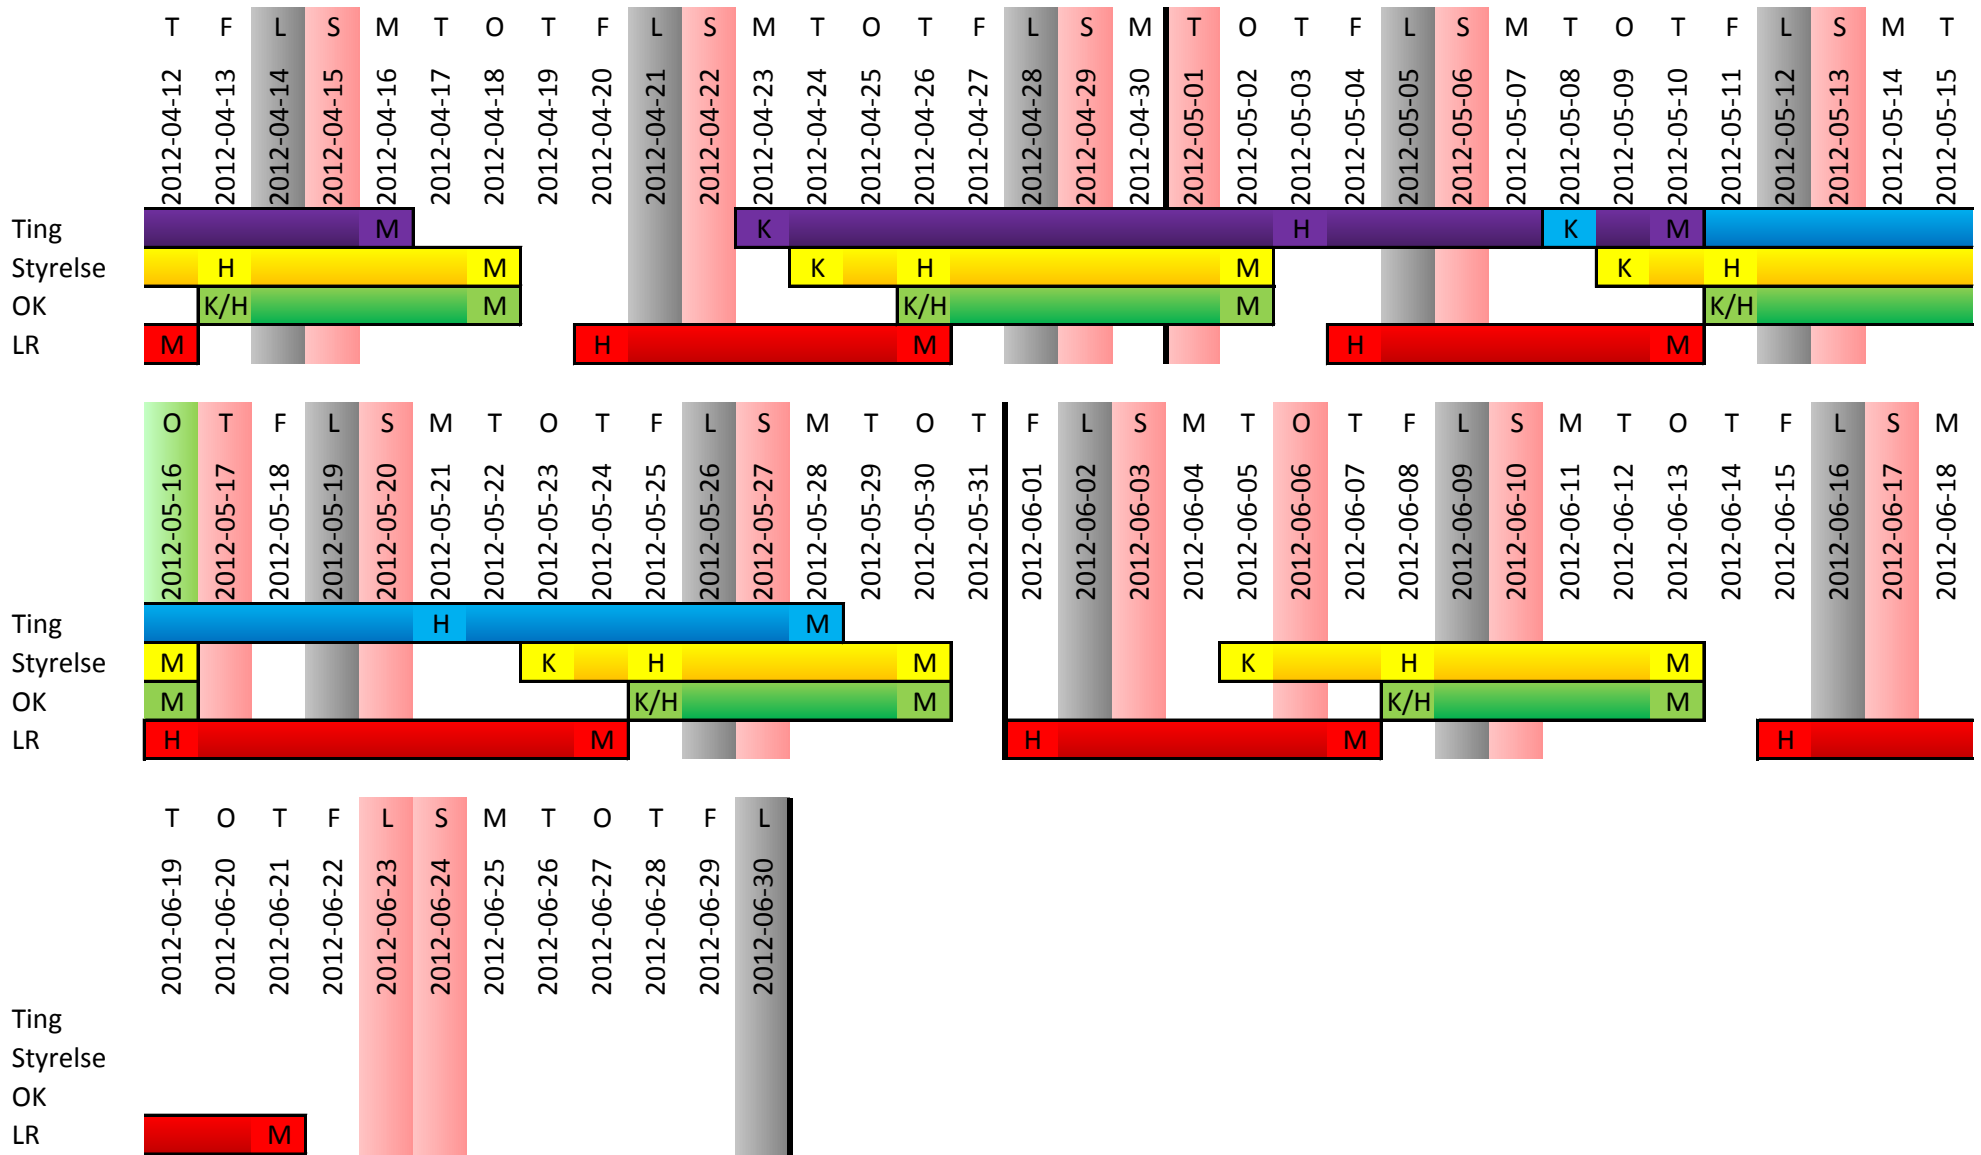 T F L S M T O T F L S M T O T F L S M T O T F L S M T O T F L S M T
2012-04-12 2012-04-13 2012-04-14 2012-04-15 2012-04-16 2012-04-17 2012-04-18 2012-04-19 2012-04-20 2012-04-21 2012-04-22 2012-04-23 2012-04-24 2012-04-25 2012-04-26 2012-04-27 2012-04-28 2012-04-29 2012-04-30 2012-05-01 2012-05-02 2012-05-03 2012-05-04 2012-05-05 2012-05-06 2012-05-07 2012-05-08 2012-05-09 2012-05-10 2012-05-11 2012-05-12 2012-05-13 2012-05-14 2012-05-15
Ting M K H K M
Styrelse H M K H M K H
OK K/H M K/H M K/H
LR M H M H M
O T F L S M T O T F L S M T O T F L S M T O T F L S M T O T F L S M
2012-05-16 2012-05-17 2012-05-18 2012-05-19 2012-05-20 2012-05-21 2012-05-22 2012-05-23 2012-05-24 2012-05-25 2012-05-26 2012-05-27 2012-05-28 2012-05-29 2012-05-30 2012-05-31 2012-06-01 2012-06-02 2012-06-03 2012-06-04 2012-06-05 2012-06-06 2012-06-07 2012-06-08 2012-06-09 2012-06-10 2012-06-11 2012-06-12 2012-06-13 2012-06-14 2012-06-15 2012-06-16 2012-06-17 2012-06-18
Ting H M
Styrelse M K H M K H M
OK M K/H M K/H M
LR H M H M H
T O T F L S M T O T F L
2012-06-19 2012-06-20 2012-06-21 2012-06-22 2012-06-23 2012-06-24 2012-06-25 2012-06-26 2012-06-27 2012-06-28 2012-06-29 2012-06-30
Ting
Styrelse
OK
LR M